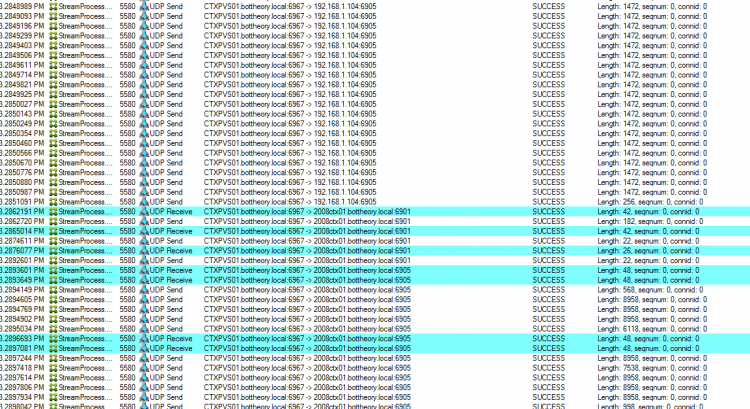 3.2848989 PM StreamProcess.... 5580 UDP Send CTXPVS01.bottheory.local:6967 -> 192.168.1.104:6905 SUCCESS Length: 1472, seqnum: 0, connid: 0
3.2849093 PM StreamProcess.... 5580 UDP Send CTXPVS01.bottheory.local:6967 -> 192.168.1.104:6905 SUCCESS Length: 1472, seqnum: 0, connid: 0
3.2849196 PM StreamProcess.... 5580 UDP Send CTXPVS01.bottheory.local:6967 -> 192.168.1.104:6905 SUCCESS Length: 1472, seqnum: 0, connid: 0
3.2849299 PM StreamProcess.... 5580 UDP Send CTXPVS01.bottheory.local:6967 -> 192.168.1.104:6905 SUCCESS Length: 1472, seqnum: 0, connid: 0
3.2849403 PM StreamProcess.... 5580 UDP Send CTXPVS01.bottheory.local:6967 -> 192.168.1.104:6905 SUCCESS Length: 1472, seqnum: 0, connid: 0
3.2849506 PM StreamProcess.... 5580 UDP Send CTXPVS01.bottheory.local:6967 -> 192.168.1.104:6905 SUCCESS Length: 1472, seqnum: 0, connid: 0
3.2849611 PM StreamProcess.... 5580 UDP Send CTXPVS01.bottheory.local:6967 -> 192.168.1.104:6905 SUCCESS Length: 1472, seqnum: 0, connid: 0
3.2849714 PM StreamProcess.... 5580 UDP Send CTXPVS01.bottheory.local:6967 -> 192.168.1.104:6905 SUCCESS Length: 1472, seqnum: 0, connid: 0
3.2849821 PM StreamProcess.... 5580 UDP Send CTXPVS01.bottheory.local:6967 -> 192.168.1.104:6905 SUCCESS Length: 1472, seqnum: 0, connid: 0
3.2849925 PM StreamProcess.... 5580 UDP Send CTXPVS01.bottheory.local:6967 -> 192.168.1.104:6905 SUCCESS Length: 1472, seqnum: 0, connid: 0
3.2850027 PM StreamProcess.... 5580 UDP Send CTXPVS01.bottheory.local:6967 -> 192.168.1.104:6905 SUCCESS Length: 1472, seqnum: 0, connid: 0
3.2850143 PM StreamProcess.... 5580 UDP Send CTXPVS01.bottheory.local:6967 -> 192.168.1.104:6905 SUCCESS Length: 1472, seqnum: 0, connid: 0
3.2850249 PM StreamProcess.... 5580 UDP Send CTXPVS01.bottheory.local:6967 -> 192.168.1.104:6905 SUCCESS Length: 1472, seqnum: 0, connid: 0
3.2850354 PM StreamProcess.... 5580 UDP Send CTXPVS01.bottheory.local:6967 -> 192.168.1.104:6905 SUCCESS Length: 1472, seqnum: 0, connid: 0
3.2850460 PM StreamProcess.... 5580 UDP Send CTXPVS01.bottheory.local:6967 -> 192.168.1.104:6905 SUCCESS Length: 1472, seqnum: 0, connid: 0
3.2850566 PM StreamProcess.... 5580 UDP Send CTXPVS01.bottheory.local:6967 -> 192.168.1.104:6905 SUCCESS Length: 1472, seqnum: 0, connid: 0
3.2850670 PM StreamProcess.... 5580 UDP Send CTXPVS01.bottheory.local:6967 -> 192.168.1.104:6905 SUCCESS Length: 1472, seqnum: 0, connid: 0
3.2850776 PM StreamProcess.... 5580 UDP Send CTXPVS01.bottheory.local:6967 -> 192.168.1.104:6905 SUCCESS Length: 1472, seqnum: 0, connid: 0
3.2850880 PM StreamProcess.... 5580 UDP Send CTXPVS01.bottheory.local:6967 -> 192.168.1.104:6905 SUCCESS Length: 1472, seqnum: 0, connid: 0
3.2850987 PM StreamProcess.... 5580 UDP Send CTXPVS01.bottheory.local:6967 -> 192.168.1.104:6905 SUCCESS Length: 1472, seqnum: 0, connid: 0
3.2851091 PM StreamProcess.... 5580 UDP Send CTXPVS01.bottheory.local:6967 -> 192.168.1.104:6905 SUCCESS Length: 256, seqnum: 0, connid: 0
3.2862191 PM StreamProcess.... 5580 UDP Receive CTXPVS01.bottheory.local:6967 -> 2008ctx01.bottheory.local:6901 SUCCESS Length: 42, seqnum: 0, connid: 0
3.2862720 PM StreamProcess.... 5580 UDP Send CTXPVS01.bottheory.local:6967 -> 2008ctx01.bottheory.local:6901 SUCCESS Length: 182, seqnum: 0, connid: 0
3.2865014 PM StreamProcess.... 5580 UDP Receive CTXPVS01.bottheory.local:6967 -> 2008ctx01.bottheory.local:6901 SUCCESS Length: 42, seqnum: 0, connid: 0
3.2874611 PM StreamProcess.... 5580 UDP Send CTXPVS01.bottheory.local:6967 -> 2008ctx01.bottheory.local:6901 SUCCESS Length: 22, seqnum: 0, connid: 0
3.2876077 PM StreamProcess.... 5580 UDP Receive CTXPVS01.bottheory.local:6967 -> 2008ctx01.bottheory.local:6901 SUCCESS Length: 26, seqnum: 0, connid: 0
3.2892601 PM StreamProcess.... 5580 UDP Send CTXPVS01.bottheory.local:6967 -> 2008ctx01.bottheory.local:6901 SUCCESS Length: 22, seqnum: 0, connid: 0
3.2893601 PM StreamProcess.... 5580 UDP Receive CTXPVS01.bottheory.local:6967 -> 2008ctx01.bottheory.local:6905 SUCCESS Length: 48, seqnum: 0, connid: 0
3.2893649 PM StreamProcess.... 5580 UDP Receive CTXPVS01.bottheory.local:6967 -> 2008ctx01.bottheory.local:6905 SUCCESS Length: 48, seqnum: 0, connid: 0
3.2894149 PM StreamProcess.... 5580 UDP Send CTXPVS01.bottheory.local:6967 -> 2008ctx01.bottheory.local:6905 SUCCESS Length: 568, seqnum: 0, connid: 0
3.2894605 PM StreamProcess.... 5580 UDP Send CTXPVS01.bottheory.local:6967 -> 2008ctx01.bottheory.local:6905 SUCCESS Length: 8958, seqnum: 0, connid: 0
3.2894769 PM StreamProcess.... 5580 UDP Send CTXPVS01.bottheory.local:6967 -> 2008ctx01.bottheory.local:6905 SUCCESS Length: 8958, seqnum: 0, connid: 0
3.2894902 PM StreamProcess.... 5580 UDP Send CTXPVS01.bottheory.local:6967 -> 2008ctx01.bottheory.local:6905 SUCCESS Length: 8958, seqnum: 0, connid: 0
3.2895034 PM StreamProcess.... 5580 UDP Send CTXPVS01.bottheory.local:6967 -> 2008ctx01.bottheory.local:6905 SUCCESS Length: 6118, seqnum: 0, connid: 0
3.2896693 PM StreamProcess.... 5580 UDP Receive CTXPVS01.bottheory.local:6967 -> 2008ctx01.bottheory.local:6905 SUCCESS Length: 48, seqnum: 0, connid: 0
3.2897081 PM StreamProcess.... 5580 UDP Receive CTXPVS01.bottheory.local:6967 -> 2008ctx01.bottheory.local:6905 SUCCESS Length: 48, seqnum: 0, connid: 0
3.2897244 PM StreamProcess.... 5580 UDP Send CTXPVS01.bottheory.local:6967 -> 2008ctx01.bottheory.local:6905 SUCCESS Length: 8958, seqnum: 0, connid: 0
3.2897418 PM StreamProcess.... 5580 UDP Send CTXPVS01.bottheory.local:6967 -> 2008ctx01.bottheory.local:6905 SUCCESS Length: 7538, seqnum: 0, connid: 0
3.2897614 PM StreamProcess.... 5580 UDP Send CTXPVS01.bottheory.local:6967 -> 2008ctx01.bottheory.local:6905 SUCCESS Length: 8958, seqnum: 0, connid: 0
3.2897806 PM StreamProcess.... 5580 UDP Send CTXPVS01.bottheory.local:6967 -> 2008ctx01.bottheory.local:6905 SUCCESS Length: 8958, seqnum: 0, connid: 0
3.2897934 PM StreamProcess.... 5580 UDP Send CTXPVS01.bottheory.local:6967 -> 2008ctx01.bottheory.local:6905 SUCCESS Length: 8958, seqnum: 0, connid: 0
3.2898042 PM StreamProcess.... 5580 UDP Send CTXPVS01.bottheory.local:6967 -> 2008ctx01.bottheory.local:6905 SUCCESS Length: 998, seqnum: 0, connid: 0